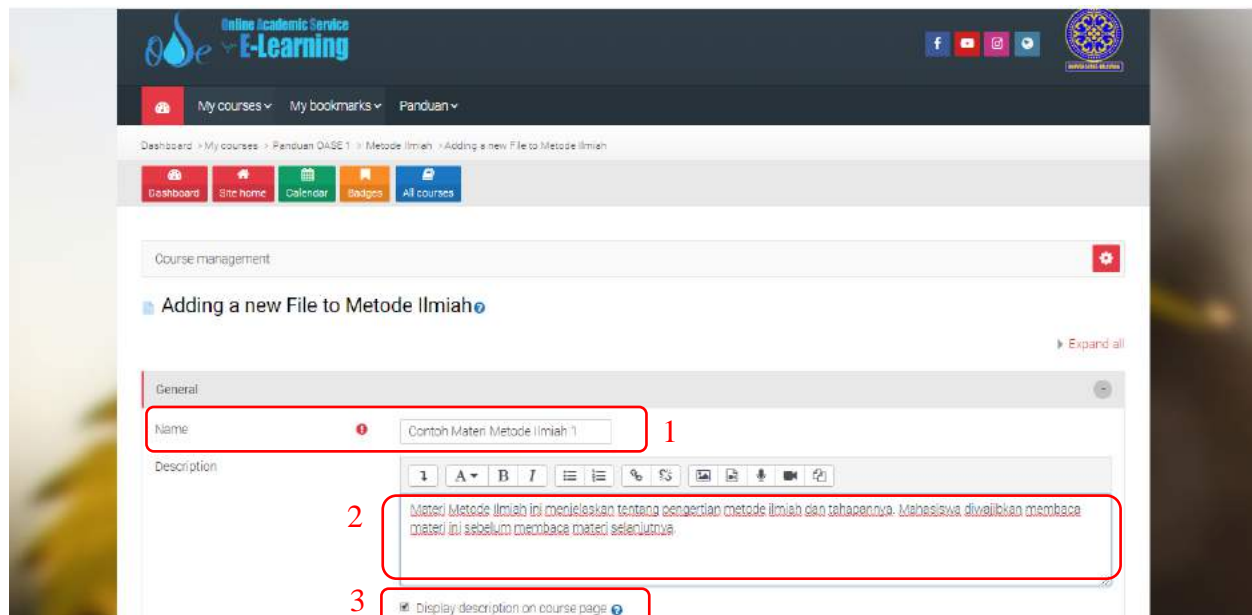 Online Academic Service
Oase E-Learning
f
My courses My bookmarks Panduan
Dashboard > My courses > Panduan OASE 1 > Metode Ilmiah > Adding a new File to Metode Ilmiah
Dashboard Site home Calendar Badges All courses
Course management
Adding a new File to Metode Ilmiah
Expand all
General
Name Contoh Materi Metode Ilmiah 1 1
Description
A B I
2
Materi Metode Ilmiah ini menjelaskan tentang pengertian metode ilmiah dan tahapannya. Mahasiswa diwajibkan membaca
materi ini sebelum membaca materi selanjutnya.
3 Display description on course page